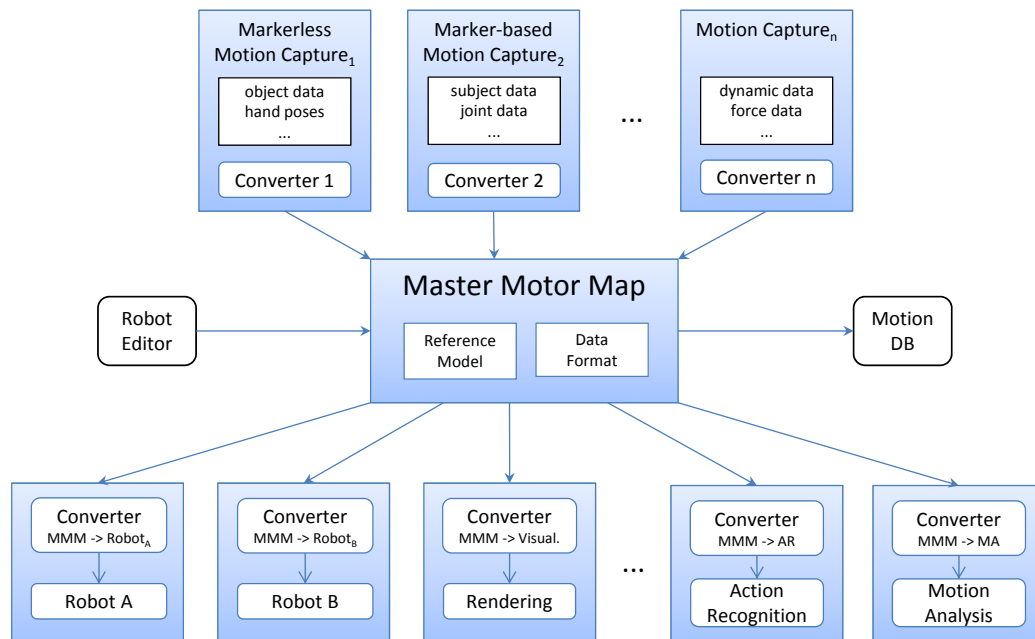 Markerless
Motion Capture₁
object data
hand poses
...
Converter 1
Marker-based
Motion Capture₂
subject data
joint data
...
Converter 2
...
Motion Captureₙ
dynamic data
force data
...
Converter n
Robot
Editor
Master Motor Map
Reference
Model
Data
Format
Motion
DB
Converter
MMM -> Robot_A
Robot A
Converter
MMM -> Robot_B
Robot B
Converter
MMM -> Visual.
Rendering
...
Converter
MMM -> AR
Action
Recognition
Converter
MMM -> MA
Motion
Analysis